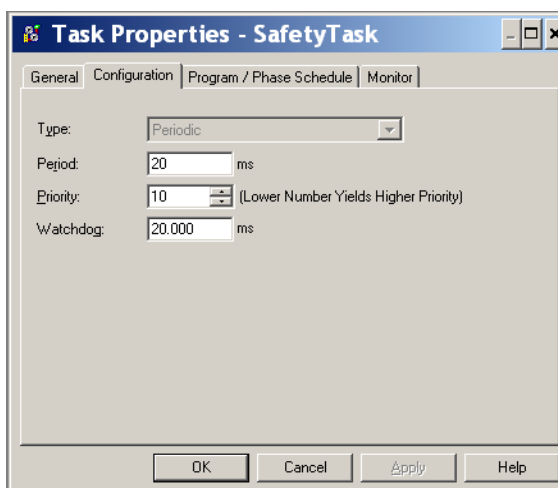 Task Properties - SafetyTask
General Configuration Program / Phase Schedule Monitor
Type: Periodic
Period: 20 ms
Priority: 10 (Lower Number Yields Higher Priority)
Watchdog: 20.000 ms
OK Cancel Apply Help